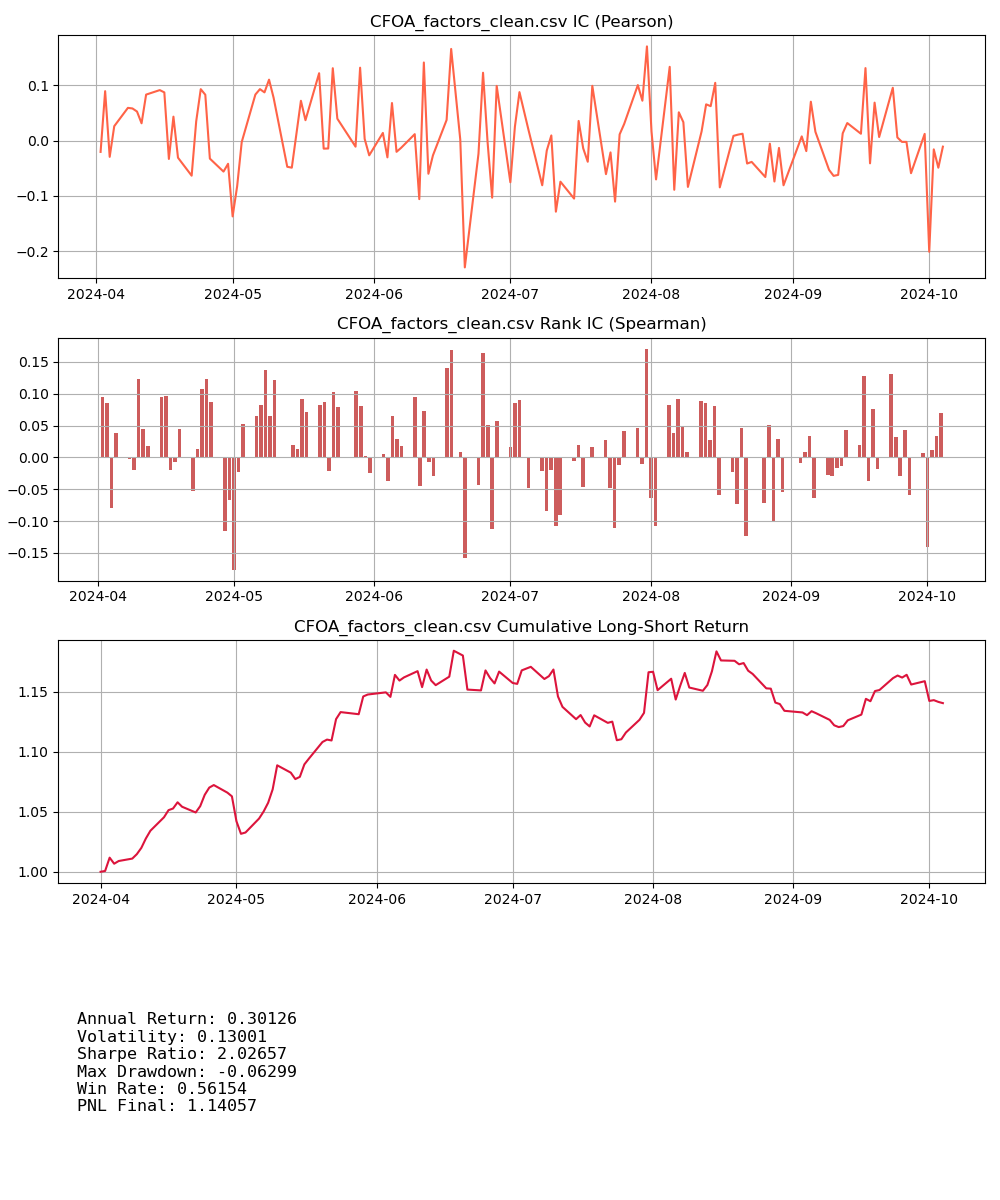 CFOA_factors_clean.csv IC (Pearson)
0.1
0.0
−0.1
−0.2
2024-04 2024-05 2024-06 2024-07 2024-08 2024-09 2024-10
CFOA_factors_clean.csv Rank IC (Spearman)
0.15
0.10
0.05
0.00
−0.05
−0.10
−0.15
2024-04 2024-05 2024-06 2024-07 2024-08 2024-09 2024-10
CFOA_factors_clean.csv Cumulative Long-Short Return
1.15
1.10
1.05
1.00
2024-04 2024-05 2024-06 2024-07 2024-08 2024-09 2024-10
Annual Return: 0.30126
Volatility: 0.13001
Sharpe Ratio: 2.02657
Max Drawdown: -0.06299
Win Rate: 0.56154
PNL Final: 1.14057